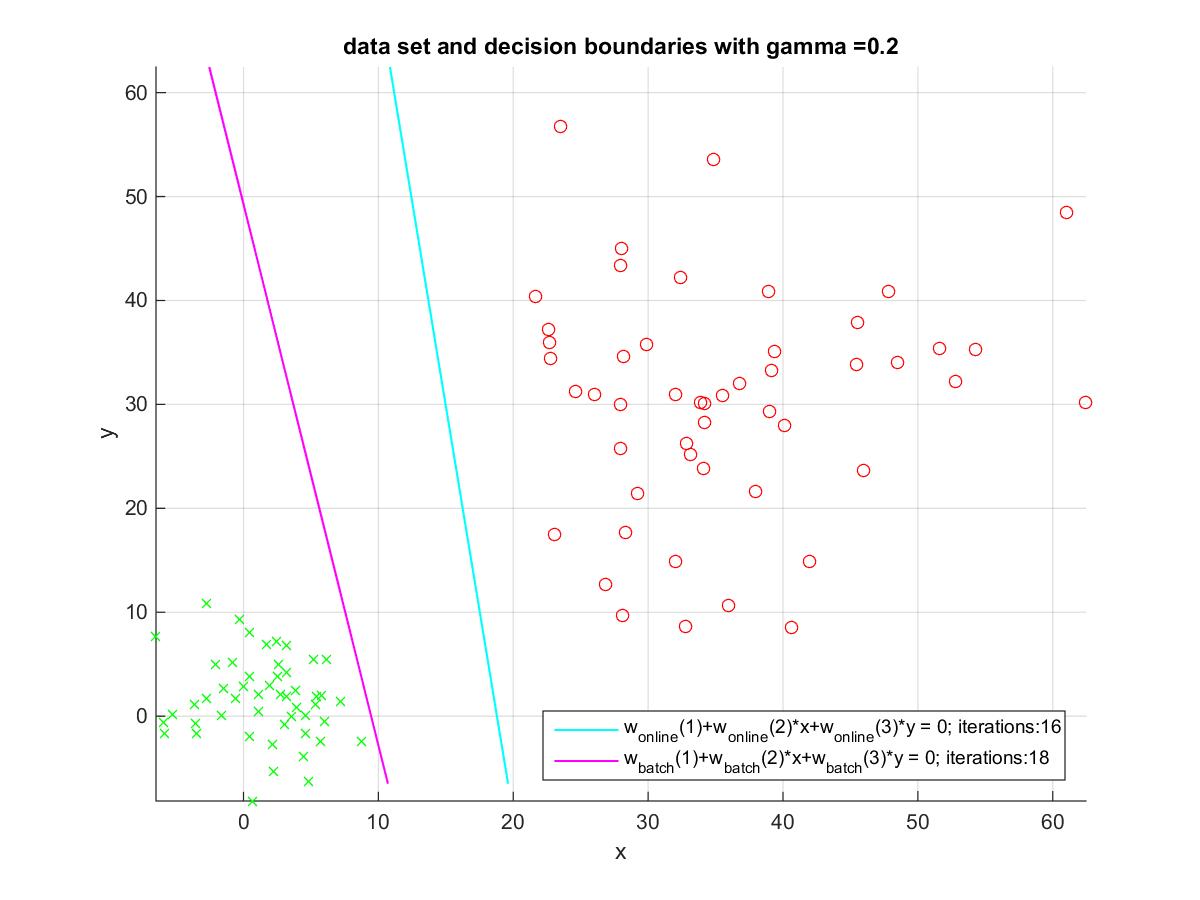 data set and decision boundaries with gamma =0.2
60
50
40
30
20
10
0
y
w_online(1)+w_online(2)*x+w_online(3)*y = 0; iterations:16
w_batch(1)+w_batch(2)*x+w_batch(3)*y = 0; iterations:18
0 10 20 30 40 50 60
x